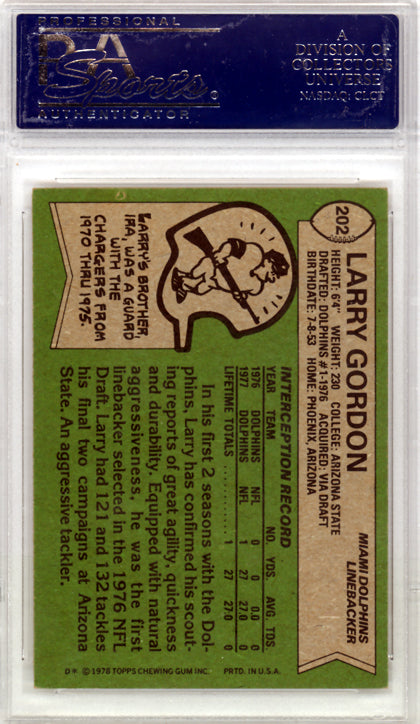 PROFESSIONAL
PSA
Sports
AUTHENTICATOR
A
DIVISION OF
COLLECTORS
UNIVERSE
NASDAQ: CLCT
202
LARRY GORDON
MIAMI DOLPHINS
LINEBACKER
HEIGHT: 6'4" WEIGHT: 230 COLLEGE: ARIZONA STATE
DRAFTED: DOLPHINS #1-1976 ACQUIRED: VIA DRAFT
BIRTHDATE: 7-8-53 HOME: PHOENIX, ARIZONA
INTERCEPTION RECORD
YEAR TEAM NO. YDS. AVG. TDS.
1976 DOLPHINS NFL 0 0 0.0 0
1977 DOLPHINS NFL 1 27 27.0 0
LIFETIME TOTALS 1 27 27.0 0
In his first 2 seasons with the Dol-
phins, Larry has confirmed his scout-
ing reports of great agility, quickness
and durability. Equipped with natural
aggressiveness, he was the first
linebacker selected in the 1976 NFL
Draft. Larry had 121 and 132 tackles
his final two campaigns at Arizona
State. An aggressive tackler.
LARRY'S BROTHER,
IRA, WAS A GUARD
WITH THE
CHARGERS FROM
1970 THRU 1975.
D* © 1978 TOPPS CHEWING GUM INC. PRTD. IN U.S.A.